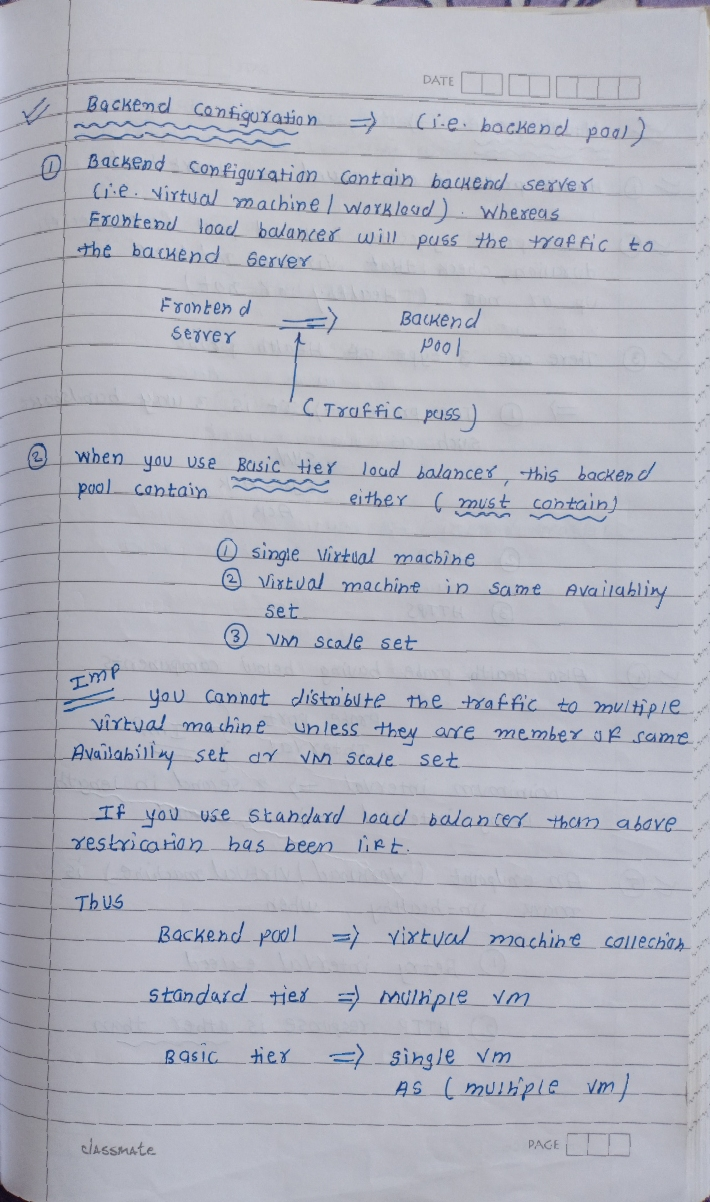 DATE
Backend Configuration => (i.e. backend pool)
① Backend configuration contain backend server
(i.e. virtual machine / workload). Whereas
Frontend load balancer will pass the traffic to
the backend server
Frontend => Backend
Server Pool
(Traffic pass)
② When you use Basic tier load balancer, this backend
pool contain either (must contain)
① single virtual machine
② Virtual machine in same Availablity
set
③ VM scale set
IMP
you cannot distribute the traffic to multiple
virtual machine unless they are member of same
Availability set or VM scale set
If you use standard load balancer than above
restrication has been lift.
Thus
Backend pool => virtual machine collection
standard tier => multiple vm
Basic tier => single vm
AS (multiple vm)
classmate PAGE